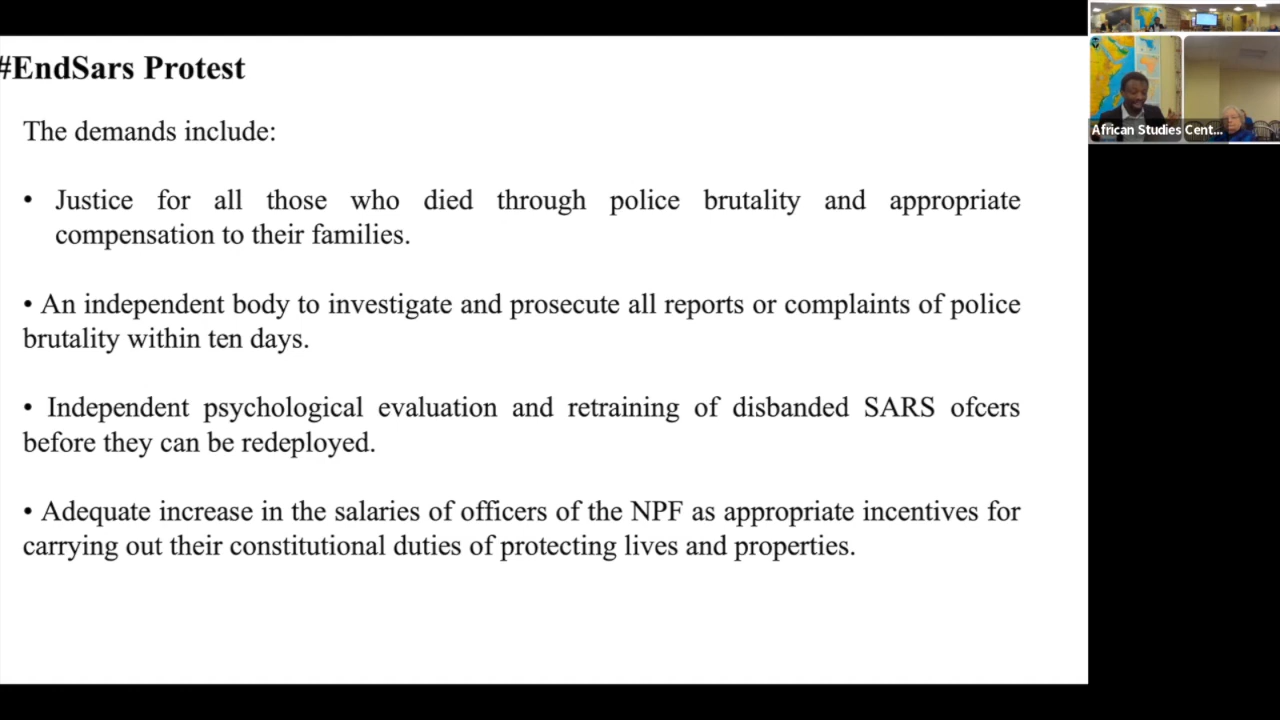 #EndSars Protest
The demands include:
• Justice for all those who died through police brutality and appropriate
compensation to their families.
• An independent body to investigate and prosecute all reports or complaints of police
brutality within ten days.
• Independent psychological evaluation and retraining of disbanded SARS ofcers
before they can be redeployed.
• Adequate increase in the salaries of officers of the NPF as appropriate incentives for
carrying out their constitutional duties of protecting lives and properties.
African Studies Cent...